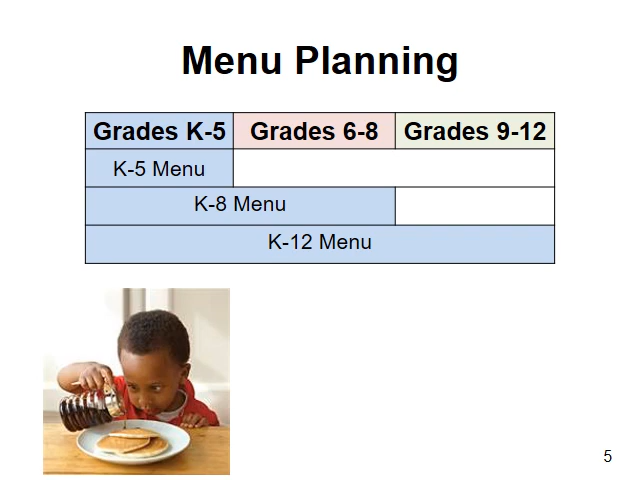 Menu Planning
Grades K-5 Grades 6-8 Grades 9-12
K-5 Menu
K-8 Menu
K-12 Menu
5